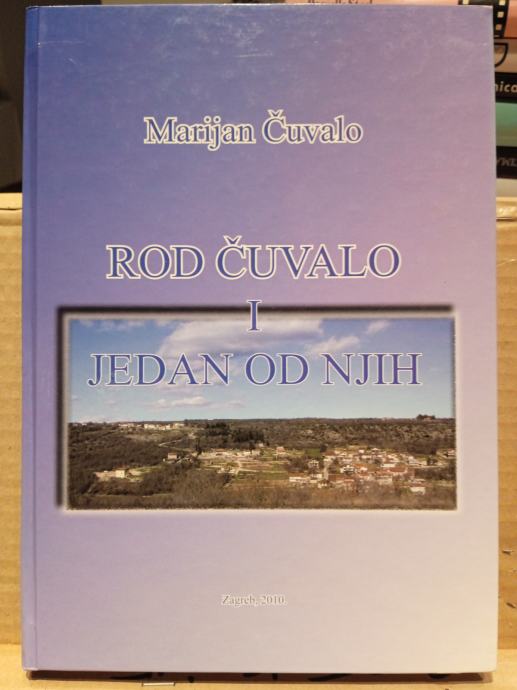 Marijan Čuvalo
ROD ČUVALO
I
JEDAN OD NJIH
Zagreb, 2010.